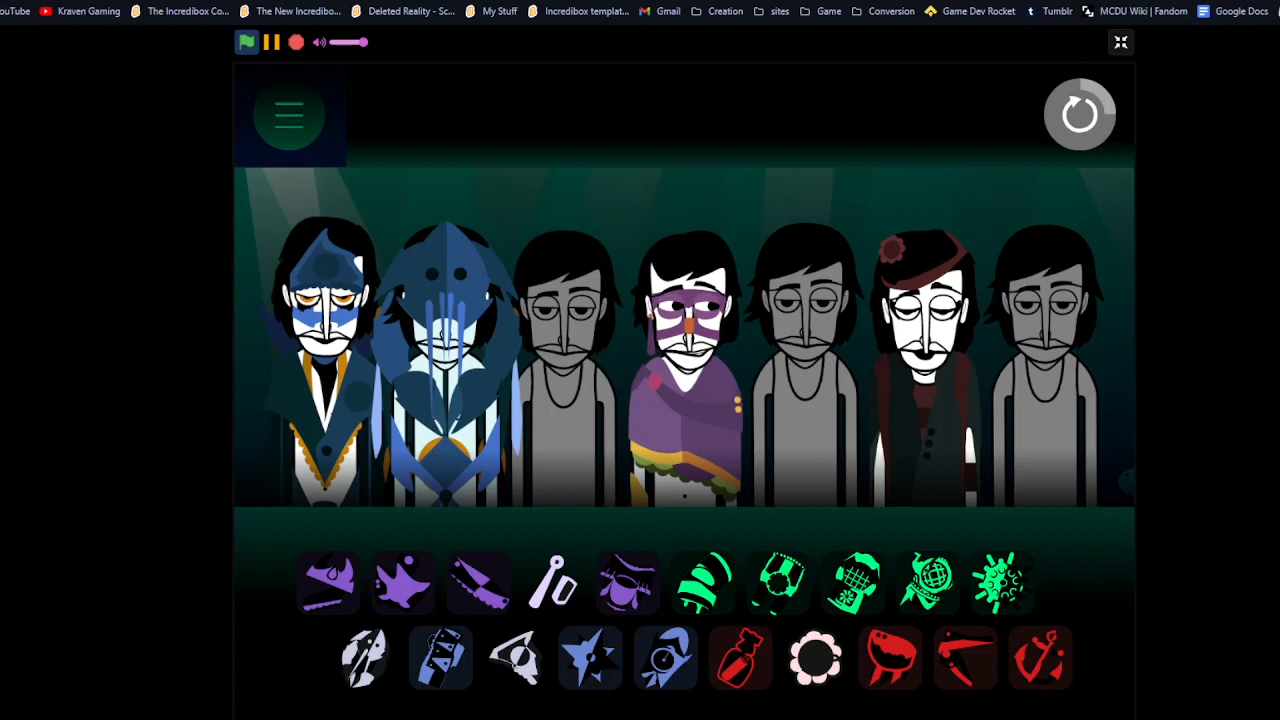 ouTube Kraven Gaming The Incredibox Co... The New Incredibo... Deleted Reality - Sc... My Stuff Incredibox templat... Gmail Creation sites Game Conversion Game Dev Rocket Tumblr MCDU Wiki | Fandom Google Docs